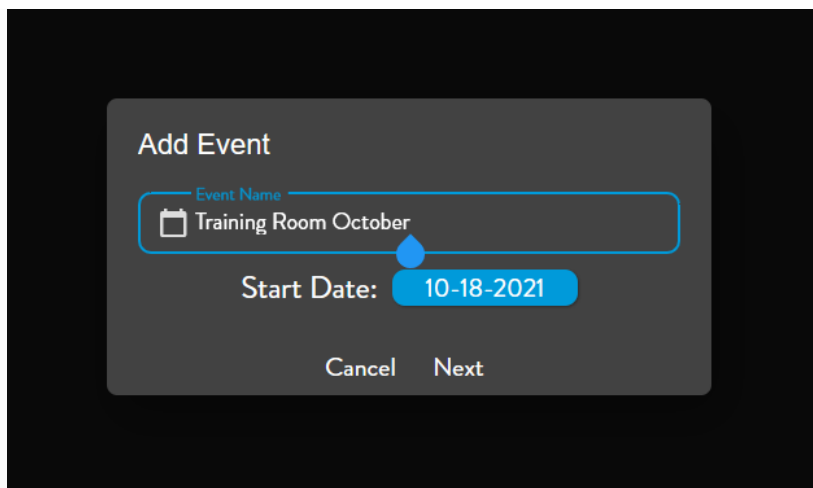 Add Event
Event Name
Training Room October
Start Date: 10-18-2021
Cancel Next